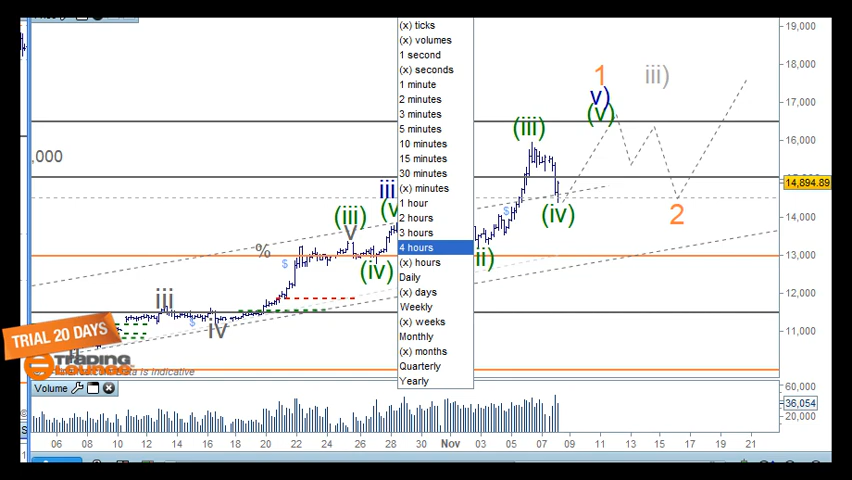 (x) ticks
(x) volumes
1 second
(x) seconds
1 minute
2 minutes
3 minutes
5 minutes
10 minutes
15 minutes
30 minutes
(x) minutes
1 hour
2 hours
3 hours
4 hours
(x) hours
Daily
(x) days
Weekly
(x) weeks
Monthly
(x) months
Quarterly
Yearly
19,000
18,000
17,000
16,000
14,894.89
14,000
13,000
12,000
11,000
60,000
36,054
20,000
,000
1
iii)
v)
(v)
(iii)
(iv)
2
iii
(iii)
v
%
$
(iv)
ii)
$
iii
$
iv
TRIAL 20 DAYS
TRADING
LOUNGE
data is indicative
Volume
06 08 10 12 14 16 18 20 22 24 26 28 30 Nov 03 05 07 09 11 13 15 17 19 21